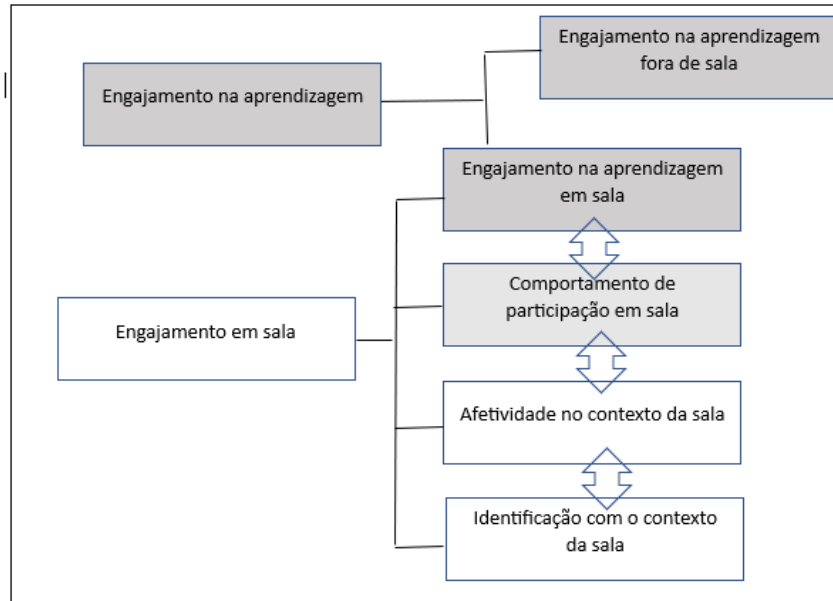 Engajamento na aprendizagem
fora de sala
Engajamento na aprendizagem
Engajamento na aprendizagem
em sala
Comportamento de
participação em sala
Engajamento em sala
Afetividade no contexto da sala
Identificação com o contexto
da sala